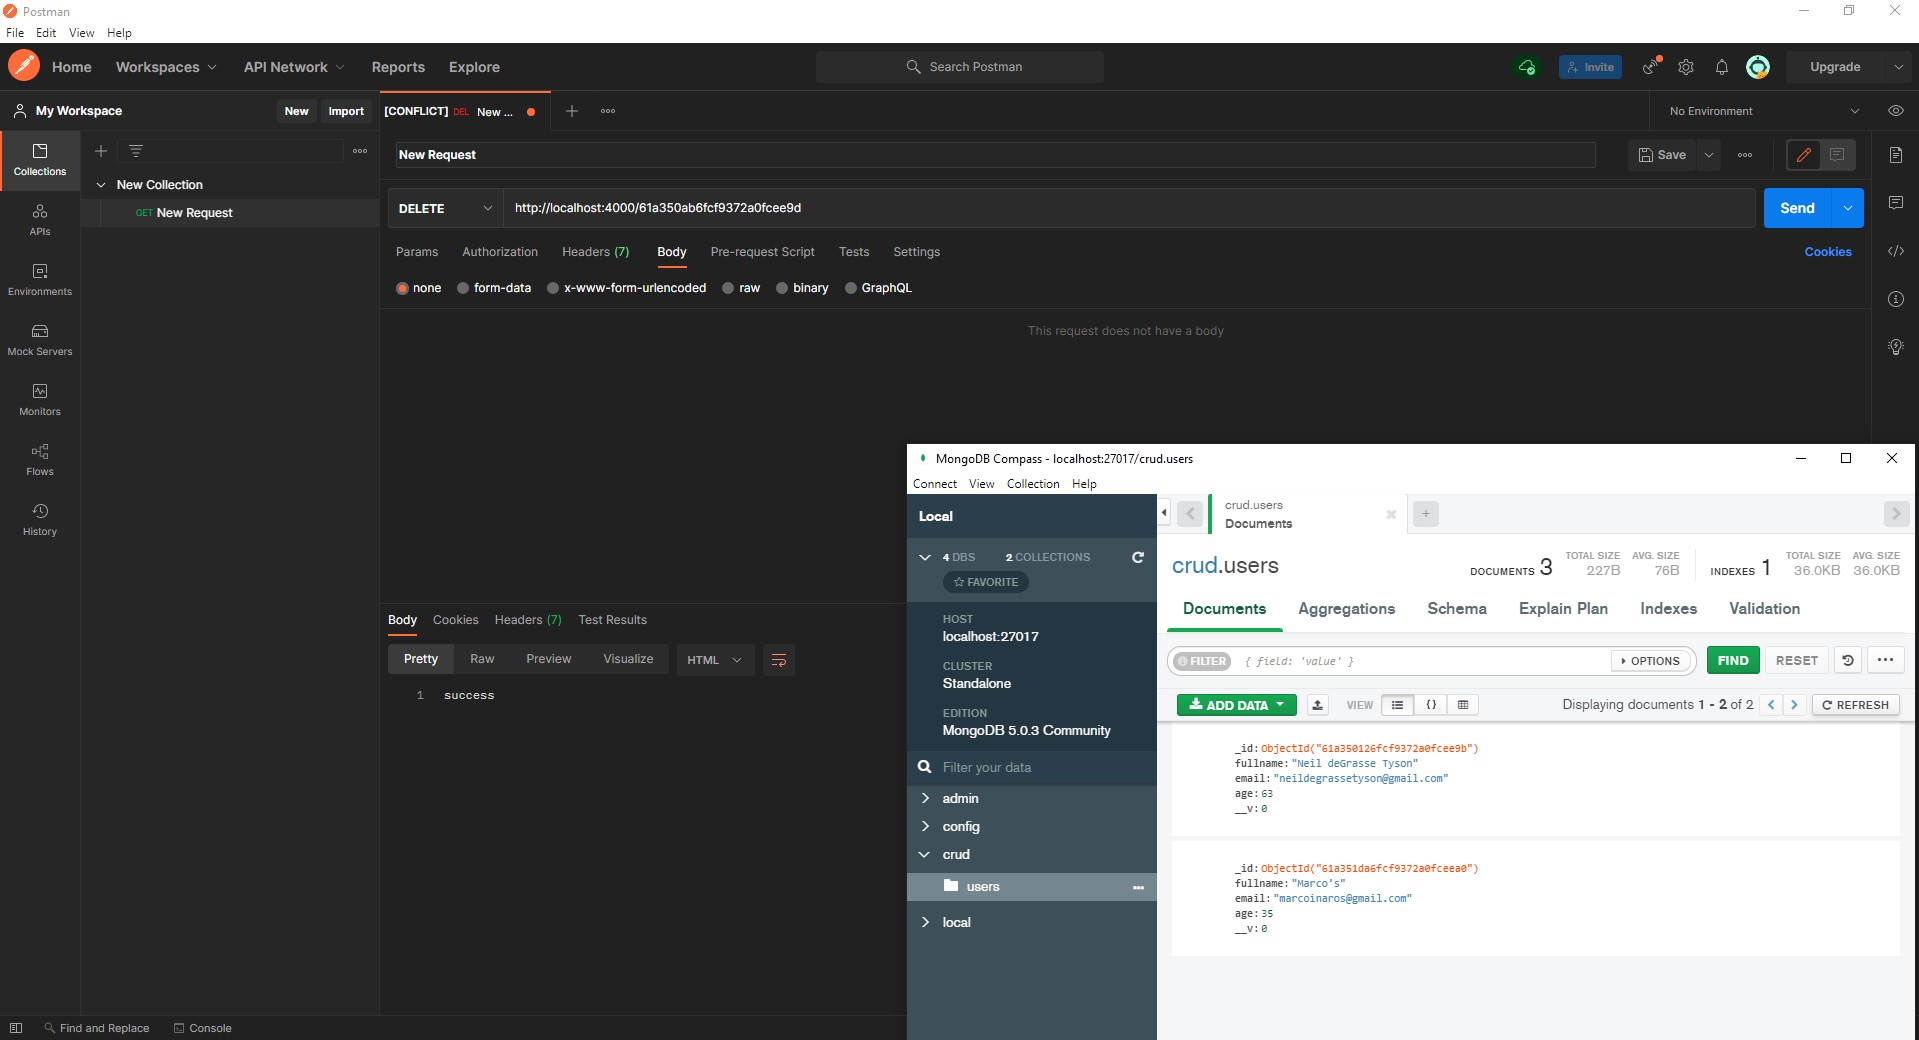 Postman
File Edit View Help
Home Workspaces API Network Reports Explore Search Postman Invite Upgrade
My Workspace New Import [CONFLICT] DEL New ... No Environment
Collections
New Request Save
New Collection
GET New Request
DELETE http://localhost:4000/61a350ab6fcf9372a0fcee9d Send
APIs
Params Authorization Headers (7) Body Pre-request Script Tests Settings Cookies
none form-data x-www-form-urlencoded raw binary GraphQL
Environments
This request does not have a body
Mock Servers
Monitors
Flows
History
Body Cookies Headers (7) Test Results
Pretty Raw Preview Visualize HTML
1 success
Find and Replace Console
MongoDB Compass - localhost:27017/crud.users
Connect View Collection Help
Local
4 DBS 2 COLLECTIONS
FAVORITE
HOST
localhost:27017
CLUSTER
Standalone
EDITION
MongoDB 5.0.3 Community
Filter your data
admin
config
crud
users
local
crud.users
Documents
crud.users
DOCUMENTS 3 TOTAL SIZE 227B AVG. SIZE 76B INDEXES 1 TOTAL SIZE 36.0KB AVG. SIZE 36.0KB
Documents Aggregations Schema Explain Plan Indexes Validation
FILTER { field: 'value' } OPTIONS FIND RESET
ADD DATA VIEW {} Displaying documents 1 - 2 of 2 REFRESH
_id: ObjectId("61a350126fcf9372a0fcee9b")
fullname: "Neil deGrasse Tyson"
email: "neildegrassetyson@gmail.com"
age: 63
__v: 0
_id: ObjectId("61a351da6fcf9372a0fceea0")
fullname: "Marco's"
email: "marcoinaros@gmail.com"
age: 35
__v: 0